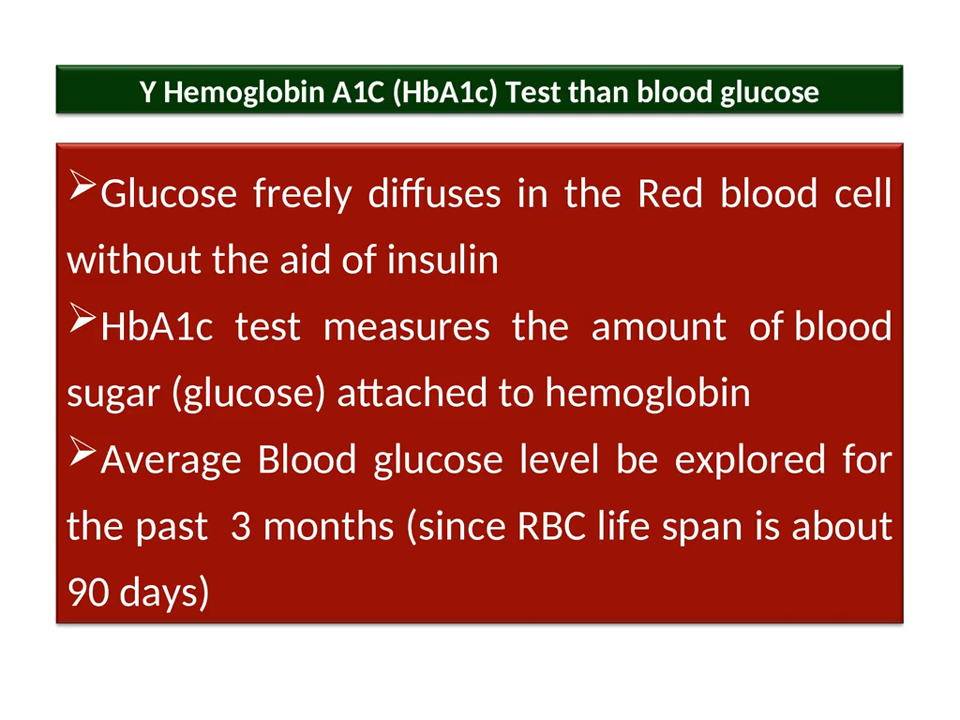 Y Hemoglobin A1C (HbA1c) Test than blood glucose
➢Glucose freely diffuses in the Red blood cell
without the aid of insulin
➢HbA1c test measures the amount of blood
sugar (glucose) attached to hemoglobin
➢Average Blood glucose level be explored for
the past 3 months (since RBC life span is about
90 days)